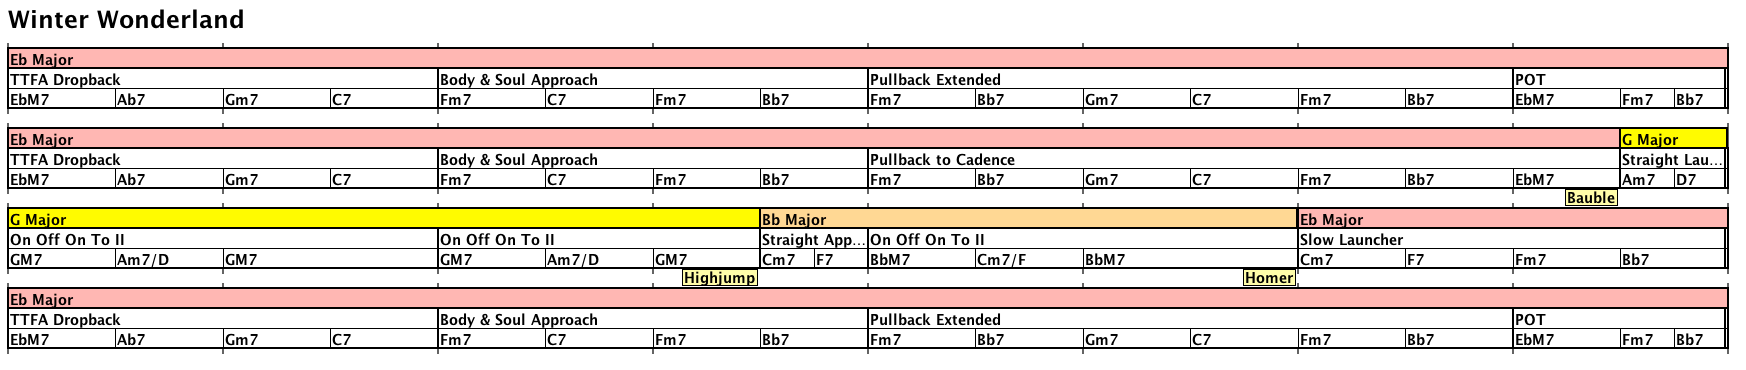 Winter Wonderland
Eb Major
TTFA Dropback Body & Soul Approach Pullback Extended POT
EbM7 Ab7 Gm7 C7 Fm7 C7 Fm7 Bb7 Fm7 Bb7 Gm7 C7 Fm7 Bb7 EbM7 Fm7 Bb7
Eb Major G Major
TTFA Dropback Body & Soul Approach Pullback to Cadence Straight Lau...
EbM7 Ab7 Gm7 C7 Fm7 C7 Fm7 Bb7 Fm7 Bb7 Gm7 C7 Fm7 Bb7 EbM7 Am7 D7
Bauble
G Major Bb Major Eb Major
On Off On To II On Off On To II Straight App... On Off On To II Slow Launcher
GM7 Am7/D GM7 GM7 Am7/D GM7 Cm7 F7 BbM7 Cm7/F BbM7 Cm7 F7 Fm7 Bb7
Highjump Homer
Eb Major
TTFA Dropback Body & Soul Approach Pullback Extended POT
EbM7 Ab7 Gm7 C7 Fm7 C7 Fm7 Bb7 Fm7 Bb7 Gm7 C7 Fm7 Bb7 EbM7 Fm7 Bb7